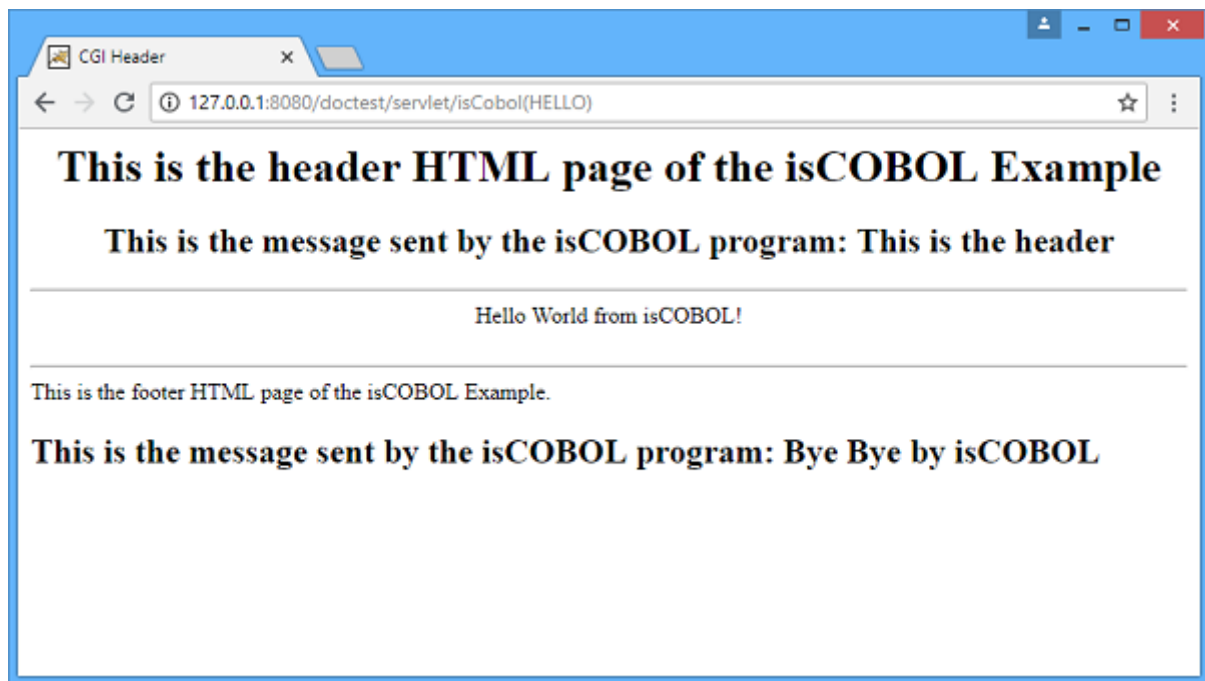 CGI Header
127.0.0.1:8080/doctest/servlet/isCobol(HELLO)
This is the header HTML page of the isCOBOL Example
This is the message sent by the isCOBOL program: This is the header
Hello World from isCOBOL!
This is the footer HTML page of the isCOBOL Example.
This is the message sent by the isCOBOL program: Bye Bye by isCOBOL